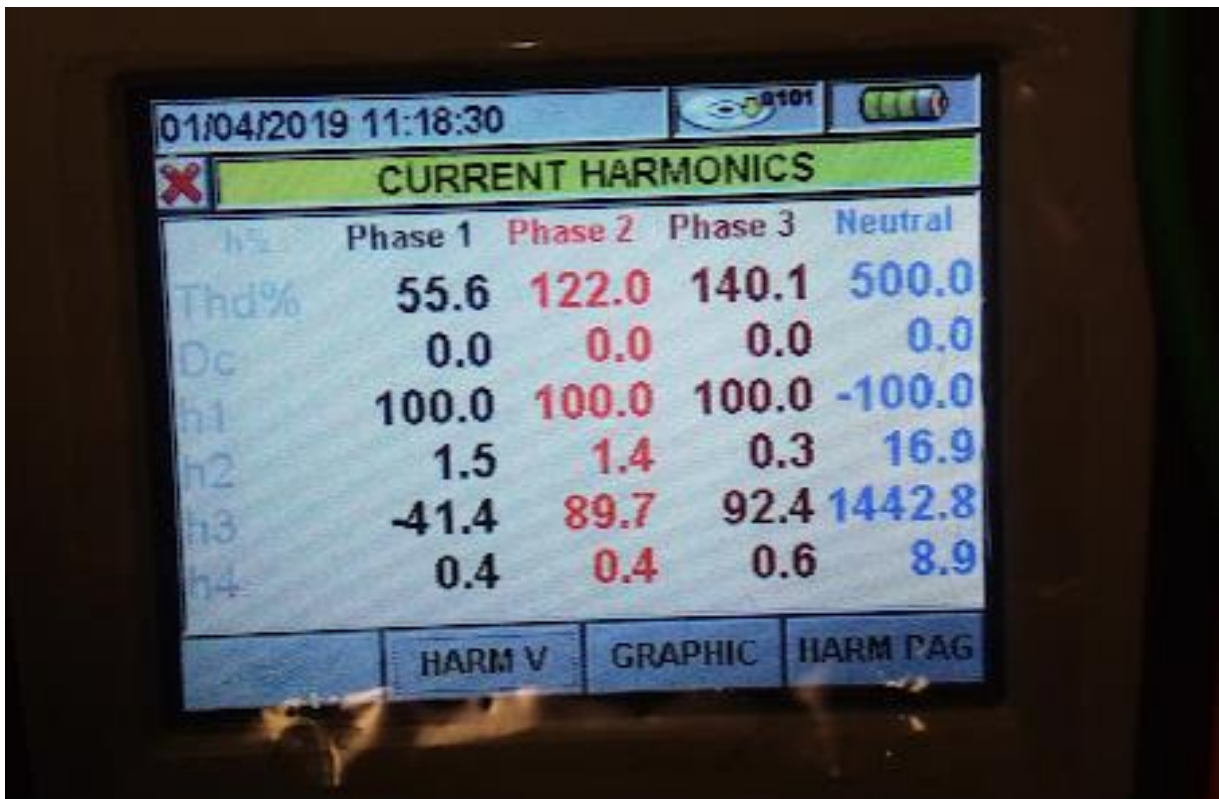 01/04/2019 11:18:30 0101
CURRENT HARMONICS
h% Phase 1 Phase 2 Phase 3 Neutral
Thd% 55.6 122.0 140.1 500.0
Dc 0.0 0.0 0.0 0.0
h1 100.0 100.0 100.0 -100.0
h2 1.5 1.4 0.3 16.9
h3 -41.4 89.7 92.4 1442.8
h4 0.4 0.4 0.6 8.9
HARM V GRAPHIC HARM PAG